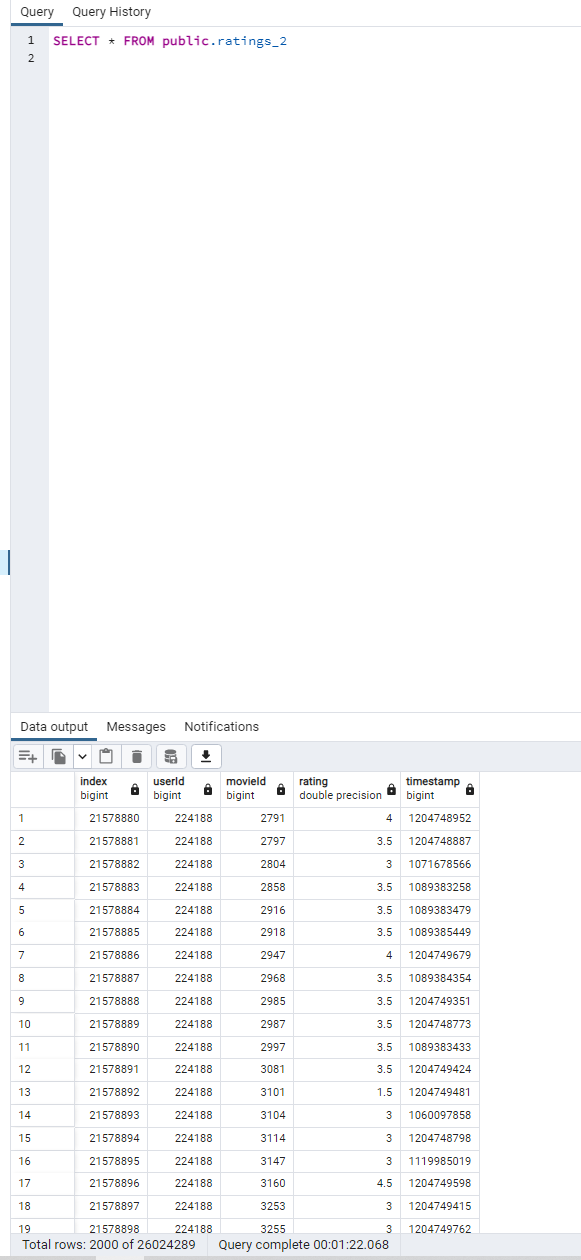 Query Query History
1 SELECT * FROM public.ratings_2
2
Data output Messages Notifications
index userId movieId rating timestamp
bigint bigint bigint double precision bigint
1 21578880 224188 2791 4 1204748952
2 21578881 224188 2797 3.5 1204748887
3 21578882 224188 2804 3 1071678566
4 21578883 224188 2858 3.5 1089383258
5 21578884 224188 2916 3.5 1089383479
6 21578885 224188 2918 3.5 1089385449
7 21578886 224188 2947 4 1204749679
8 21578887 224188 2968 3.5 1089384354
9 21578888 224188 2985 3.5 1204749351
10 21578889 224188 2987 3.5 1204748773
11 21578890 224188 2997 3.5 1089383433
12 21578891 224188 3081 3.5 1204749424
13 21578892 224188 3101 1.5 1204749481
14 21578893 224188 3104 3 1060097858
15 21578894 224188 3114 3 1204748798
16 21578895 224188 3147 3 1119985019
17 21578896 224188 3160 4.5 1204749598
18 21578897 224188 3253 3 1204749415
19 21578898 224188 3255 3 1204749762
Total rows: 2000 of 26024289 Query complete 00:01:22.068